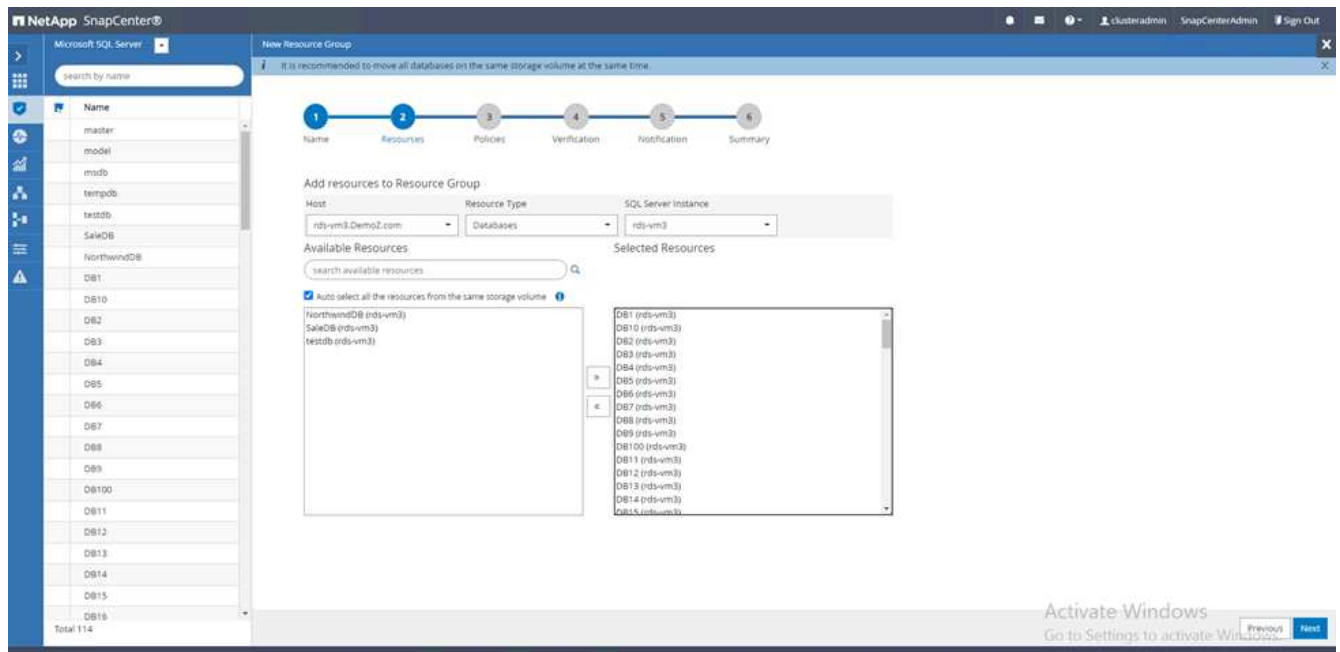 NetApp SnapCenter®
clusteradmin SnapCenterAdmin Sign Out
Microsoft SQL Server
New Resource Group
search by name
It is recommended to move all databases on the same storage volume at the same time.
X
Name
master
model
msdb
tempdb
testdb
SaleDB
NorthwindDB
DB1
DB10
DB2
DB3
DB4
DB5
DB6
DB7
DB8
DB9
DB100
DB11
DB12
DB13
DB14
DB15
DB16
Total 114
1 2 3 4 5 6
Name Resources Policies Verification Notification Summary
Add resources to Resource Group
Host Resource Type SQL Server Instance
rds-vm3.DemoZ.com Databases rds-vm3
Available Resources Selected Resources
search available resources
Auto select all the resources from the same storage volume
NorthwindDB (rds-vm3)
SaleDB (rds-vm3)
testdb (rds-vm3)
»
«
DB1 (rds-vm3)
DB10 (rds-vm3)
DB2 (rds-vm3)
DB3 (rds-vm3)
DB4 (rds-vm3)
DB5 (rds-vm3)
DB6 (rds-vm3)
DB7 (rds-vm3)
DB8 (rds-vm3)
DB9 (rds-vm3)
DB100 (rds-vm3)
DB11 (rds-vm3)
DB12 (rds-vm3)
DB13 (rds-vm3)
DB14 (rds-vm3)
DB15 (rds-vm3)
Activate Windows
Go to Settings to activate Windows.
Previous Next